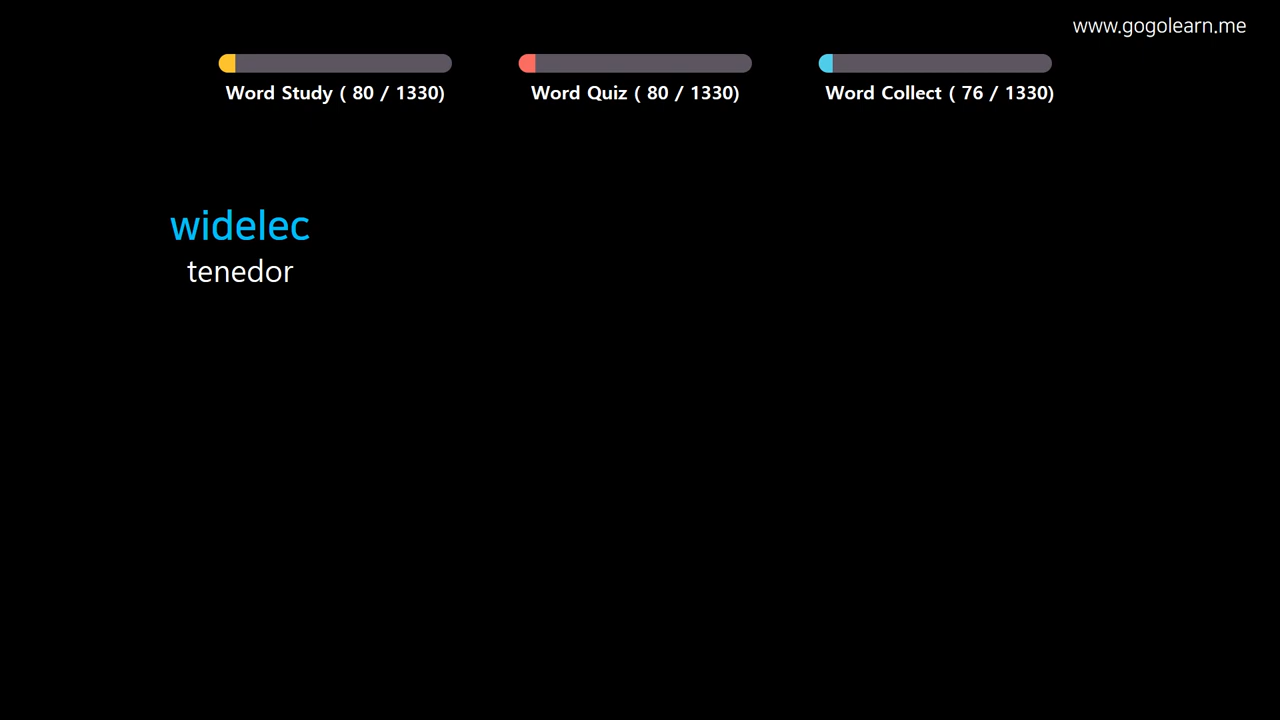 www.gogolearn.me
Word Study ( 80 / 1330)
Word Quiz ( 80 / 1330)
Word Collect ( 76 / 1330)
widelec
tenedor